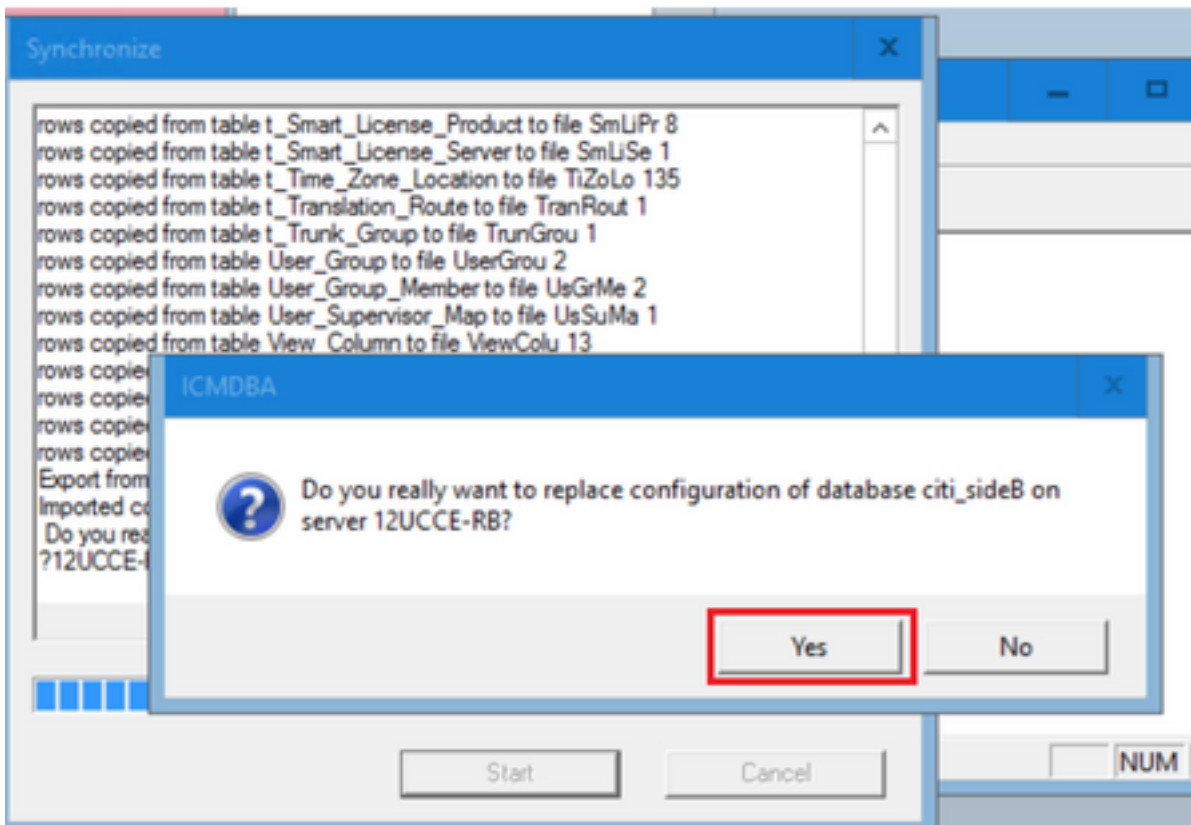 Synchronize
rows copied from table t_Smart_License_Product to file SmLiPr 8
rows copied from table t_Smart_License_Server to file SmLiSe 1
rows copied from table t_Time_Zone_Location to file TiZoLo 135
rows copied from table t_Translation_Route to file TranRout 1
rows copied from table t_Trunk_Group to file TrunGrou 1
rows copied from table User_Group to file UserGrou 2
rows copied from table User_Group_Member to file UsGrMe 2
rows copied from table User_Supervisor_Map to file UsSuMa 1
rows copied from table View_Column to file ViewColu 13
rows
rows
rows
rows
Export from
Imported
Do you
ICMDBA
Do you really want to replace configuration of database citi_sideB on
server 12UCCE-RB?
Yes
No
Start
Cancel
NUM